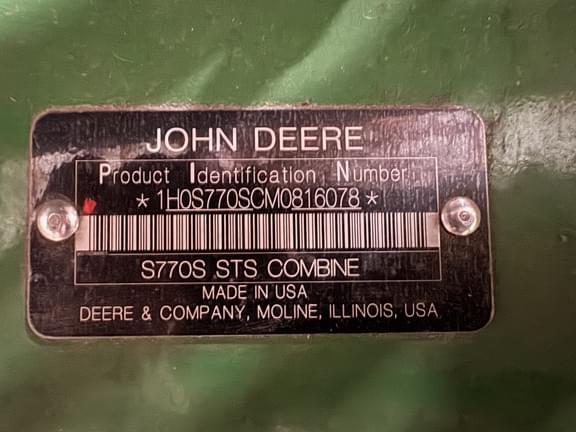 JOHN DEERE
Product Identification Number
*1H0S770SCM0816078*
S770S STS COMBINE
MADE IN USA
DEERE & COMPANY, MOLINE, ILLINOIS, USA